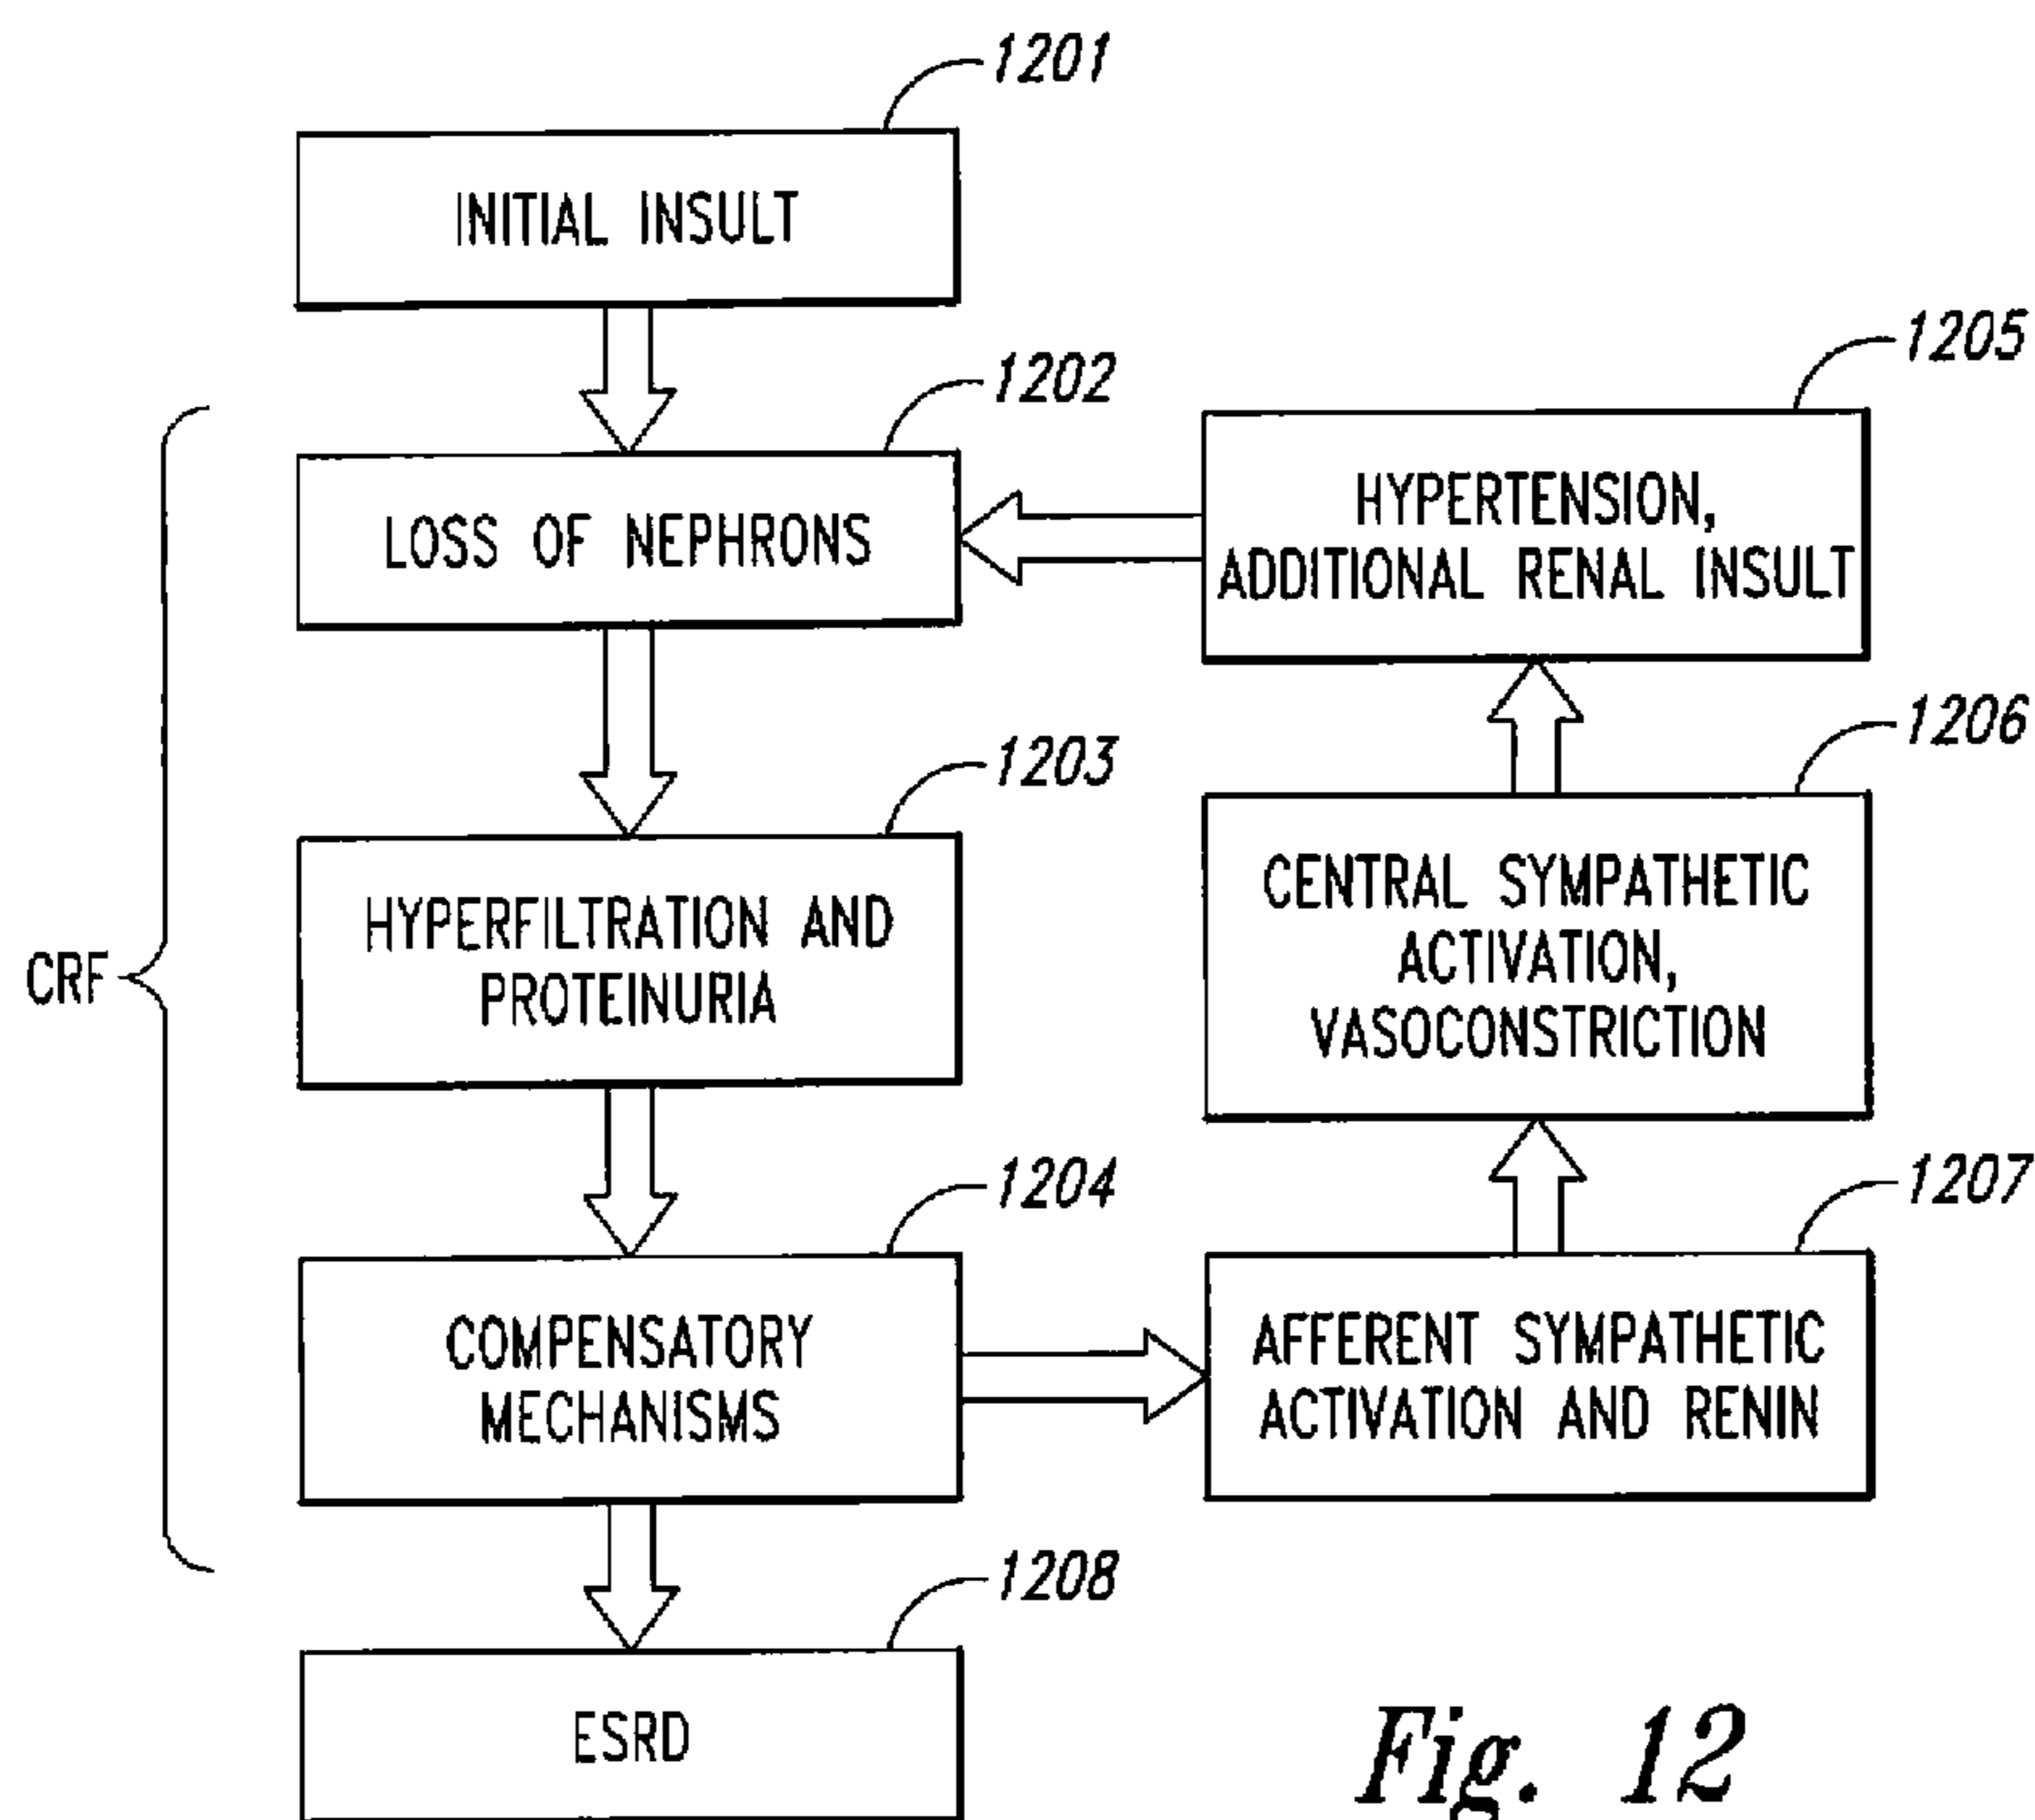 1201
INITIAL INSULT
1202
LOSS OF NEPHRONS
1205
HYPERTENSION,
ADDITIONAL RENAL INSULT
1203
HYPERFILTRATION AND
PROTEINURIA
1206
CENTRAL SYMPATHETIC
ACTIVATION,
VASOCONSTRICTION
CRF
1204
COMPENSATORY
MECHANISMS
1207
AFFERENT SYMPATHETIC
ACTIVATION AND RENIN
1208
ESRD
Fig. 12